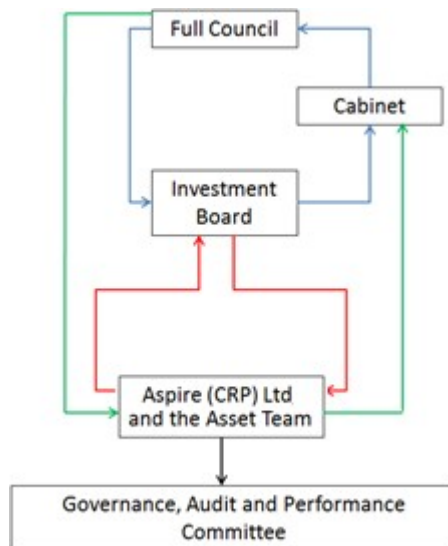 Full Council
Cabinet
Investment
Board
Aspire (CRP) Ltd
and the Asset Team
Governance, Audit and Performance
Committee